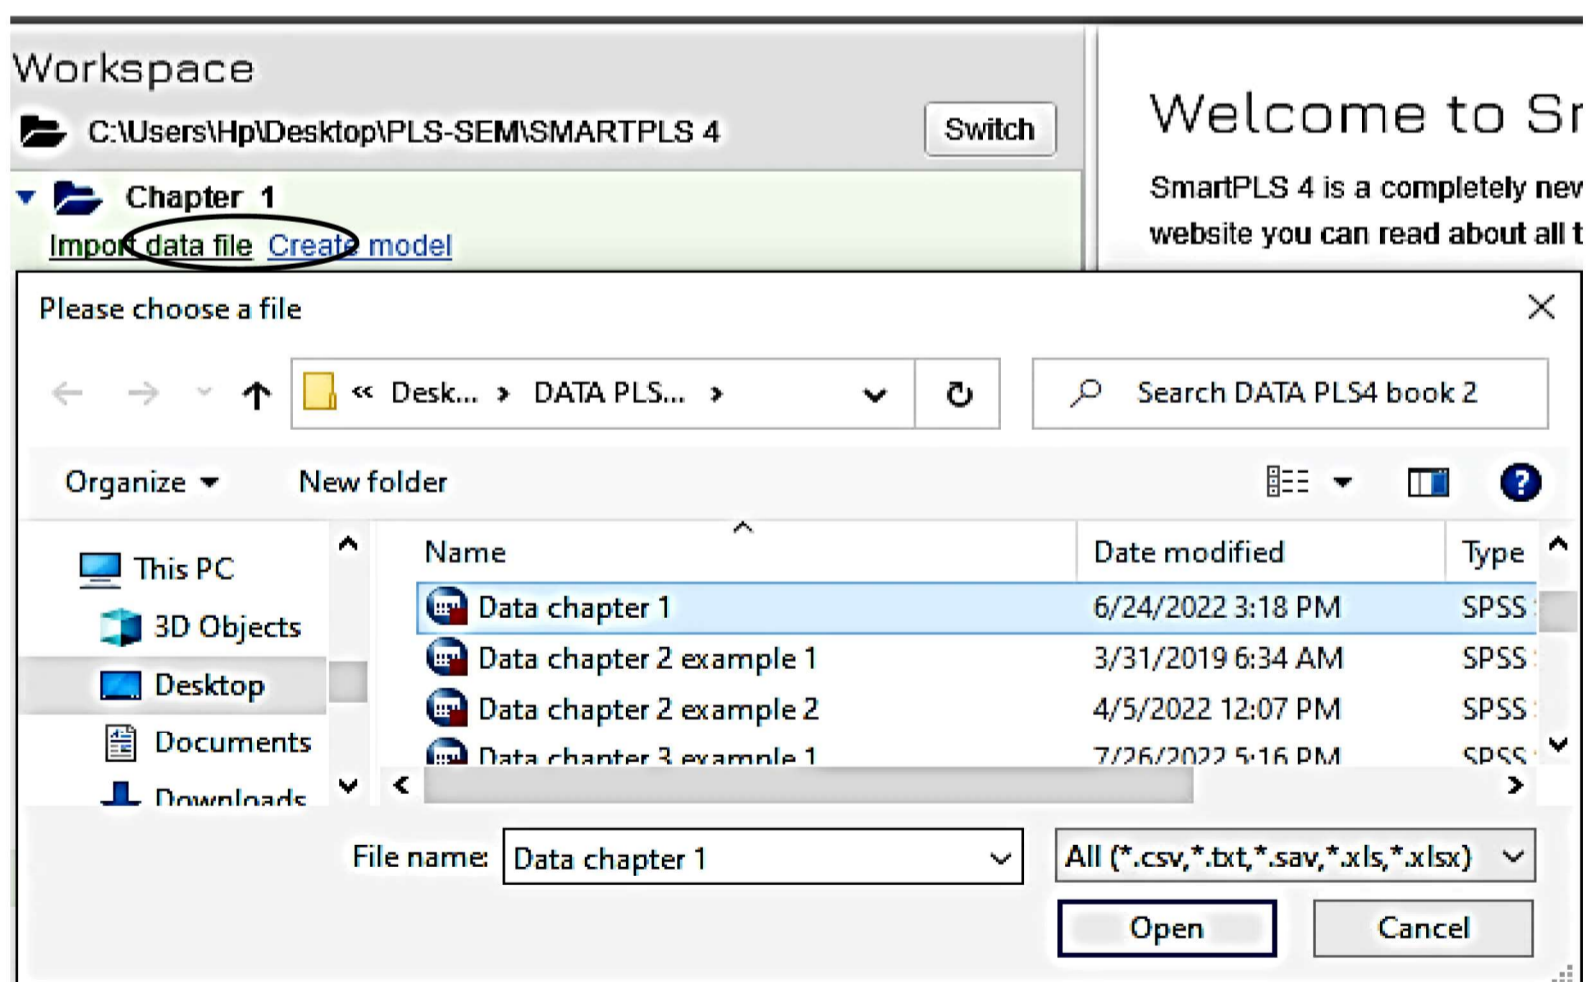 Workspace
C:\Users\Hp\Desktop\PLS-SEM\SMARTPLS 4
Switch
Chapter 1
Import data file Create model
Welcome to
SmartPLS 4 is a completely
website you can read about all
Please choose a file
« Desk... › DATA PLS... ›
Search DATA PLS4 book 2
Organize
New folder
This PC
3D Objects
Desktop
Documents
Downloads
Name Date modified Type
Data chapter 1 6/24/2022 3:18 PM SPSS
Data chapter 2 example 1 3/31/2019 6:34 AM SPSS
Data chapter 2 example 2 4/5/2022 12:07 PM SPSS
Data chapter 3 example 1 7/26/2022 5:16 PM SPSS
File name: Data chapter 1
All (*.csv,*.txt,*.sav,*.xls,*.xlsx)
Open
Cancel